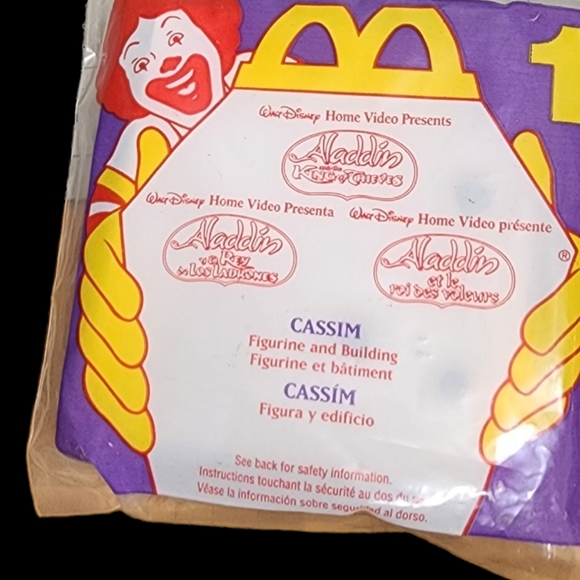 1
Walt Disney Home Video Presents
Aladdin
and the
King of Thieves
Walt Disney Home Video Presenta
Walt Disney Home Video présente
Aladdin
y el Rey
de Los Ladrones
Aladdin
et le
roi des voleurs
®
CASSIM
Figurine and Building
Figurine et bâtiment
CASSÍM
Figura y edificio
See back for safety information.
Instructions touchant la sécurité au dos du
Véase la información sobre seguridad al dorso.